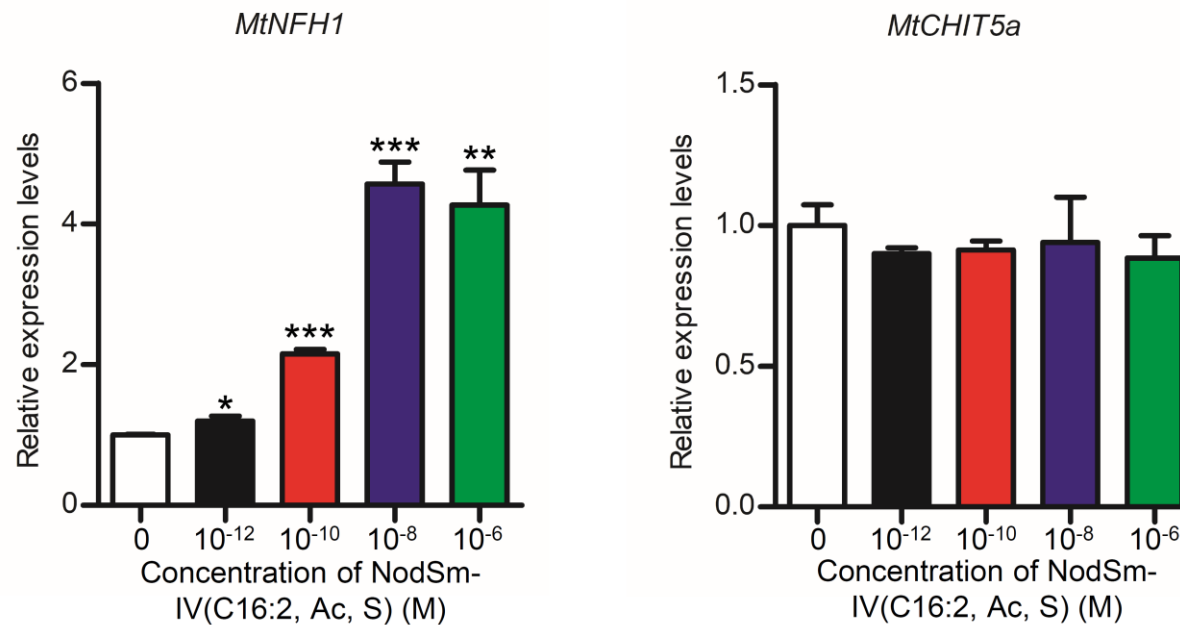 MtNFH1
Relative expression levels
6
4
2
0
*
***
***
**
0 10⁻¹² 10⁻¹⁰ 10⁻⁸ 10⁻⁶
Concentration of NodSm-
IV(C16:2, Ac, S) (M)
MtCHIT5a
Relative expression levels
1.5
1.0
0.5
0.0
0 10⁻¹² 10⁻¹⁰ 10⁻⁸ 10⁻⁶
Concentration of NodSm-
IV(C16:2, Ac, S) (M)